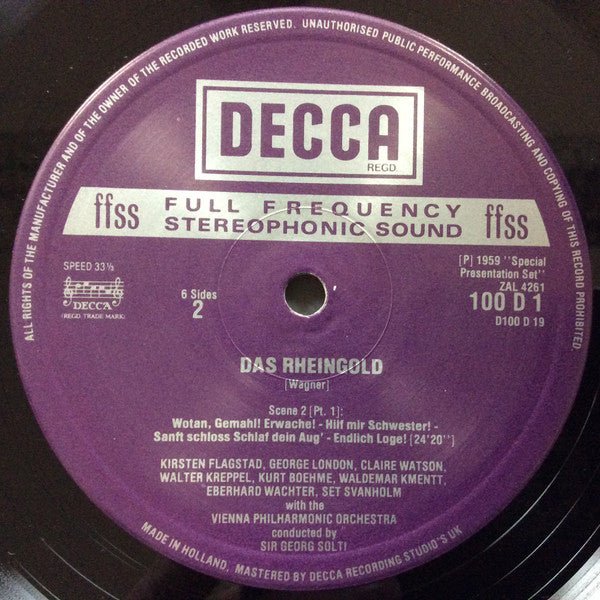 ALL RIGHTS OF THE MANUFACTURER AND OF THE OWNER OF THE RECORDED WORK RESERVED. UNAUTHORISED PUBLIC PERFORMANCE BROADCASTING AND COPYING OF THIS RECORD PROHIBITED.
DECCA
REGD.
ffss FULL FREQUENCY STEREOPHONIC SOUND ffss
SPEED 33⅓
DECCA
(REGD. TRADE MARK)
6 Sides
2
[P] 1959 "Special
Presentation Set"
ZAL 4261
100 D 1
D100 D 19
DAS RHEINGOLD
[Wagner]
Scene 2 [Pt. 1]:
Wotan, Gemahl! Erwache! - Hilf mir Schwester! -
Sanft schloss Schlaf dein Aug' - Endlich Loge! [24'20"]
KIRSTEN FLAGSTAD, GEORGE LONDON, CLAIRE WATSON,
WALTER KREPPEL, KURT BOEHME, WALDEMAR KMENTT,
EBERHARD WACHTER, SET SVANHOLM
with the
VIENNA PHILHARMONIC ORCHESTRA
conducted by
SIR GEORG SOLTI
MADE IN HOLLAND, MASTERED BY DECCA RECORDING STUDIO'S UK